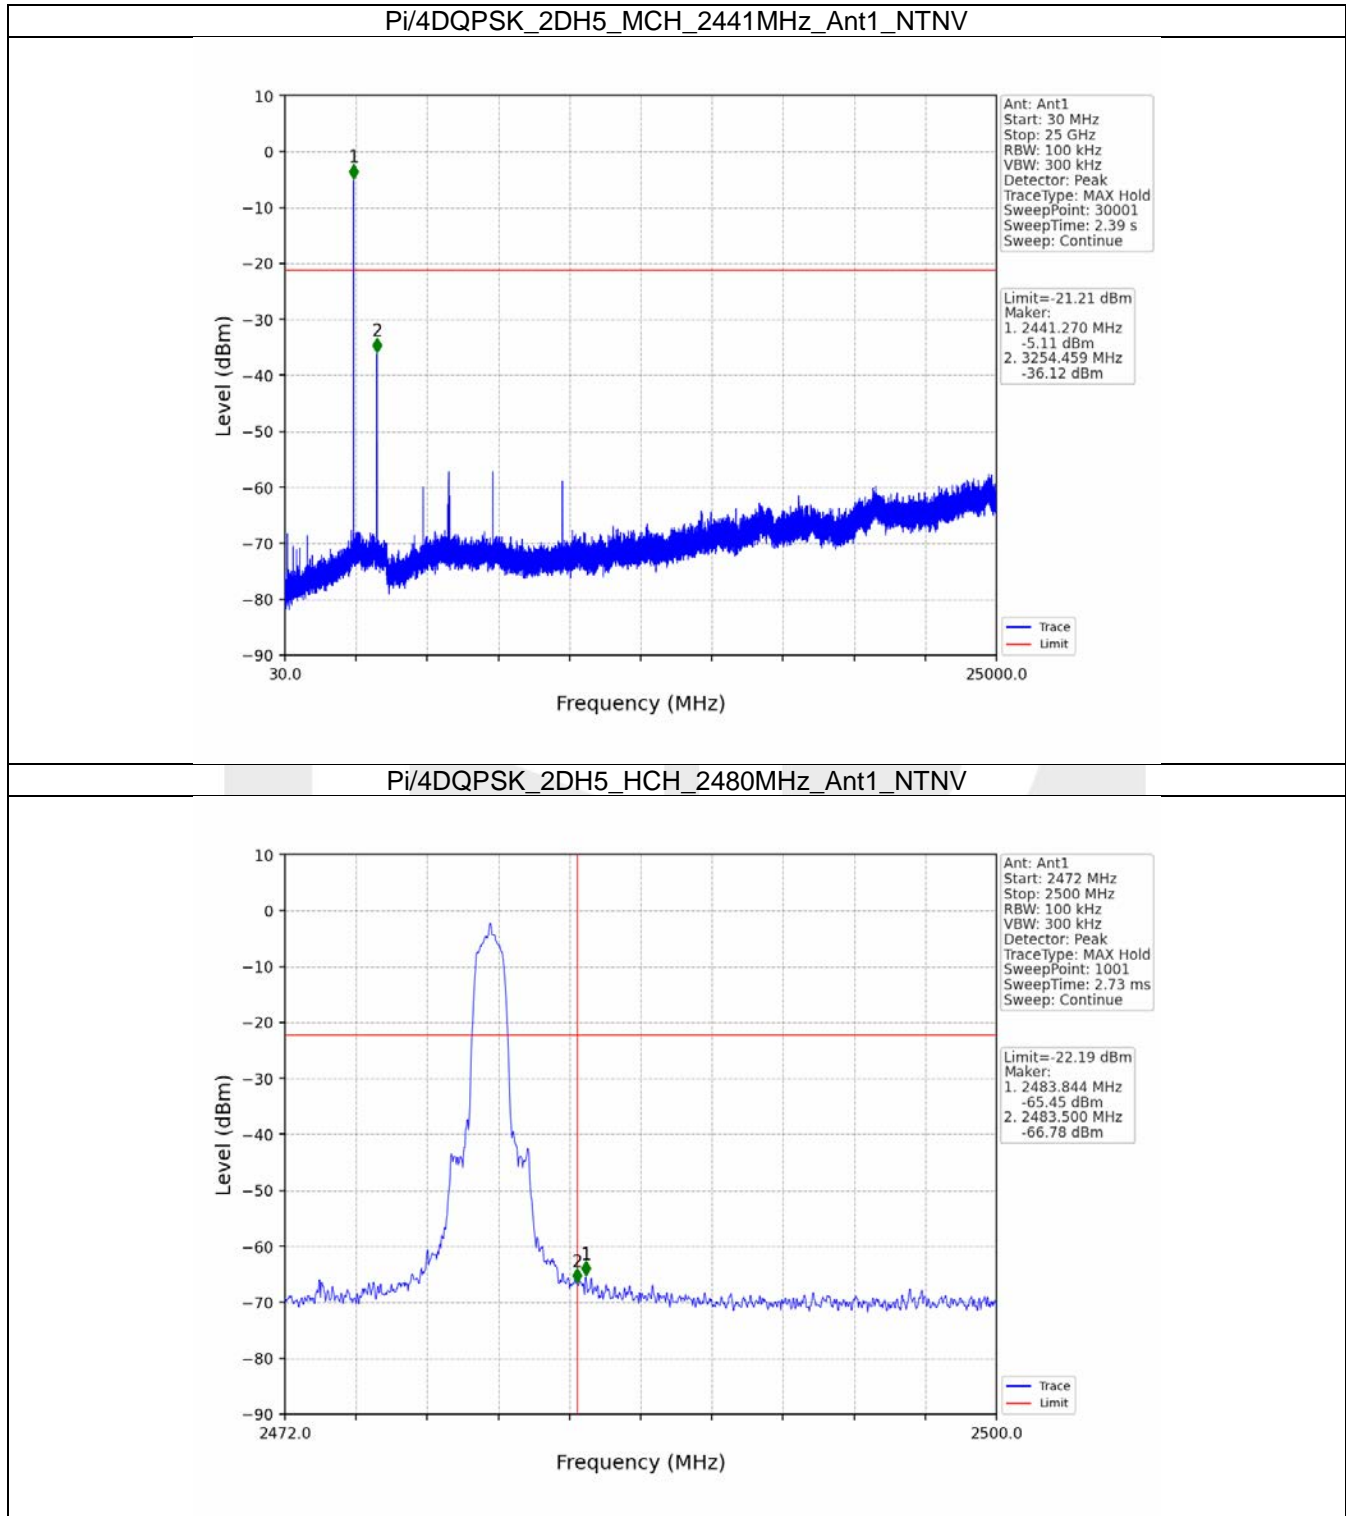 Pi/4DQPSK_2DH5_MCH_2441MHz_Ant1_NTNV
10
0
−10
−20
−30
−40
−50
−60
−70
−80
−90
Level (dBm)
1
2
30.0
25000.0
Frequency (MHz)
Ant: Ant1
Start: 30 MHz
Stop: 25 GHz
RBW: 100 kHz
VBW: 300 kHz
Detector: Peak
TraceType: MAX Hold
SweepPoint: 30001
SweepTime: 2.39 s
Sweep: Continue
Limit=-21.21 dBm
Maker:
1. 2441.270 MHz
-5.11 dBm
2. 3254.459 MHz
-36.12 dBm
Trace
Limit
Pi/4DQPSK_2DH5_HCH_2480MHz_Ant1_NTNV
10
0
−10
−20
−30
−40
−50
−60
−70
−80
−90
Level (dBm)
2
1
2472.0
2500.0
Frequency (MHz)
Ant: Ant1
Start: 2472 MHz
Stop: 2500 MHz
RBW: 100 kHz
VBW: 300 kHz
Detector: Peak
TraceType: MAX Hold
SweepPoint: 1001
SweepTime: 2.73 ms
Sweep: Continue
Limit=-22.19 dBm
Maker:
1. 2483.844 MHz
-65.45 dBm
2. 2483.500 MHz
-66.78 dBm
Trace
Limit